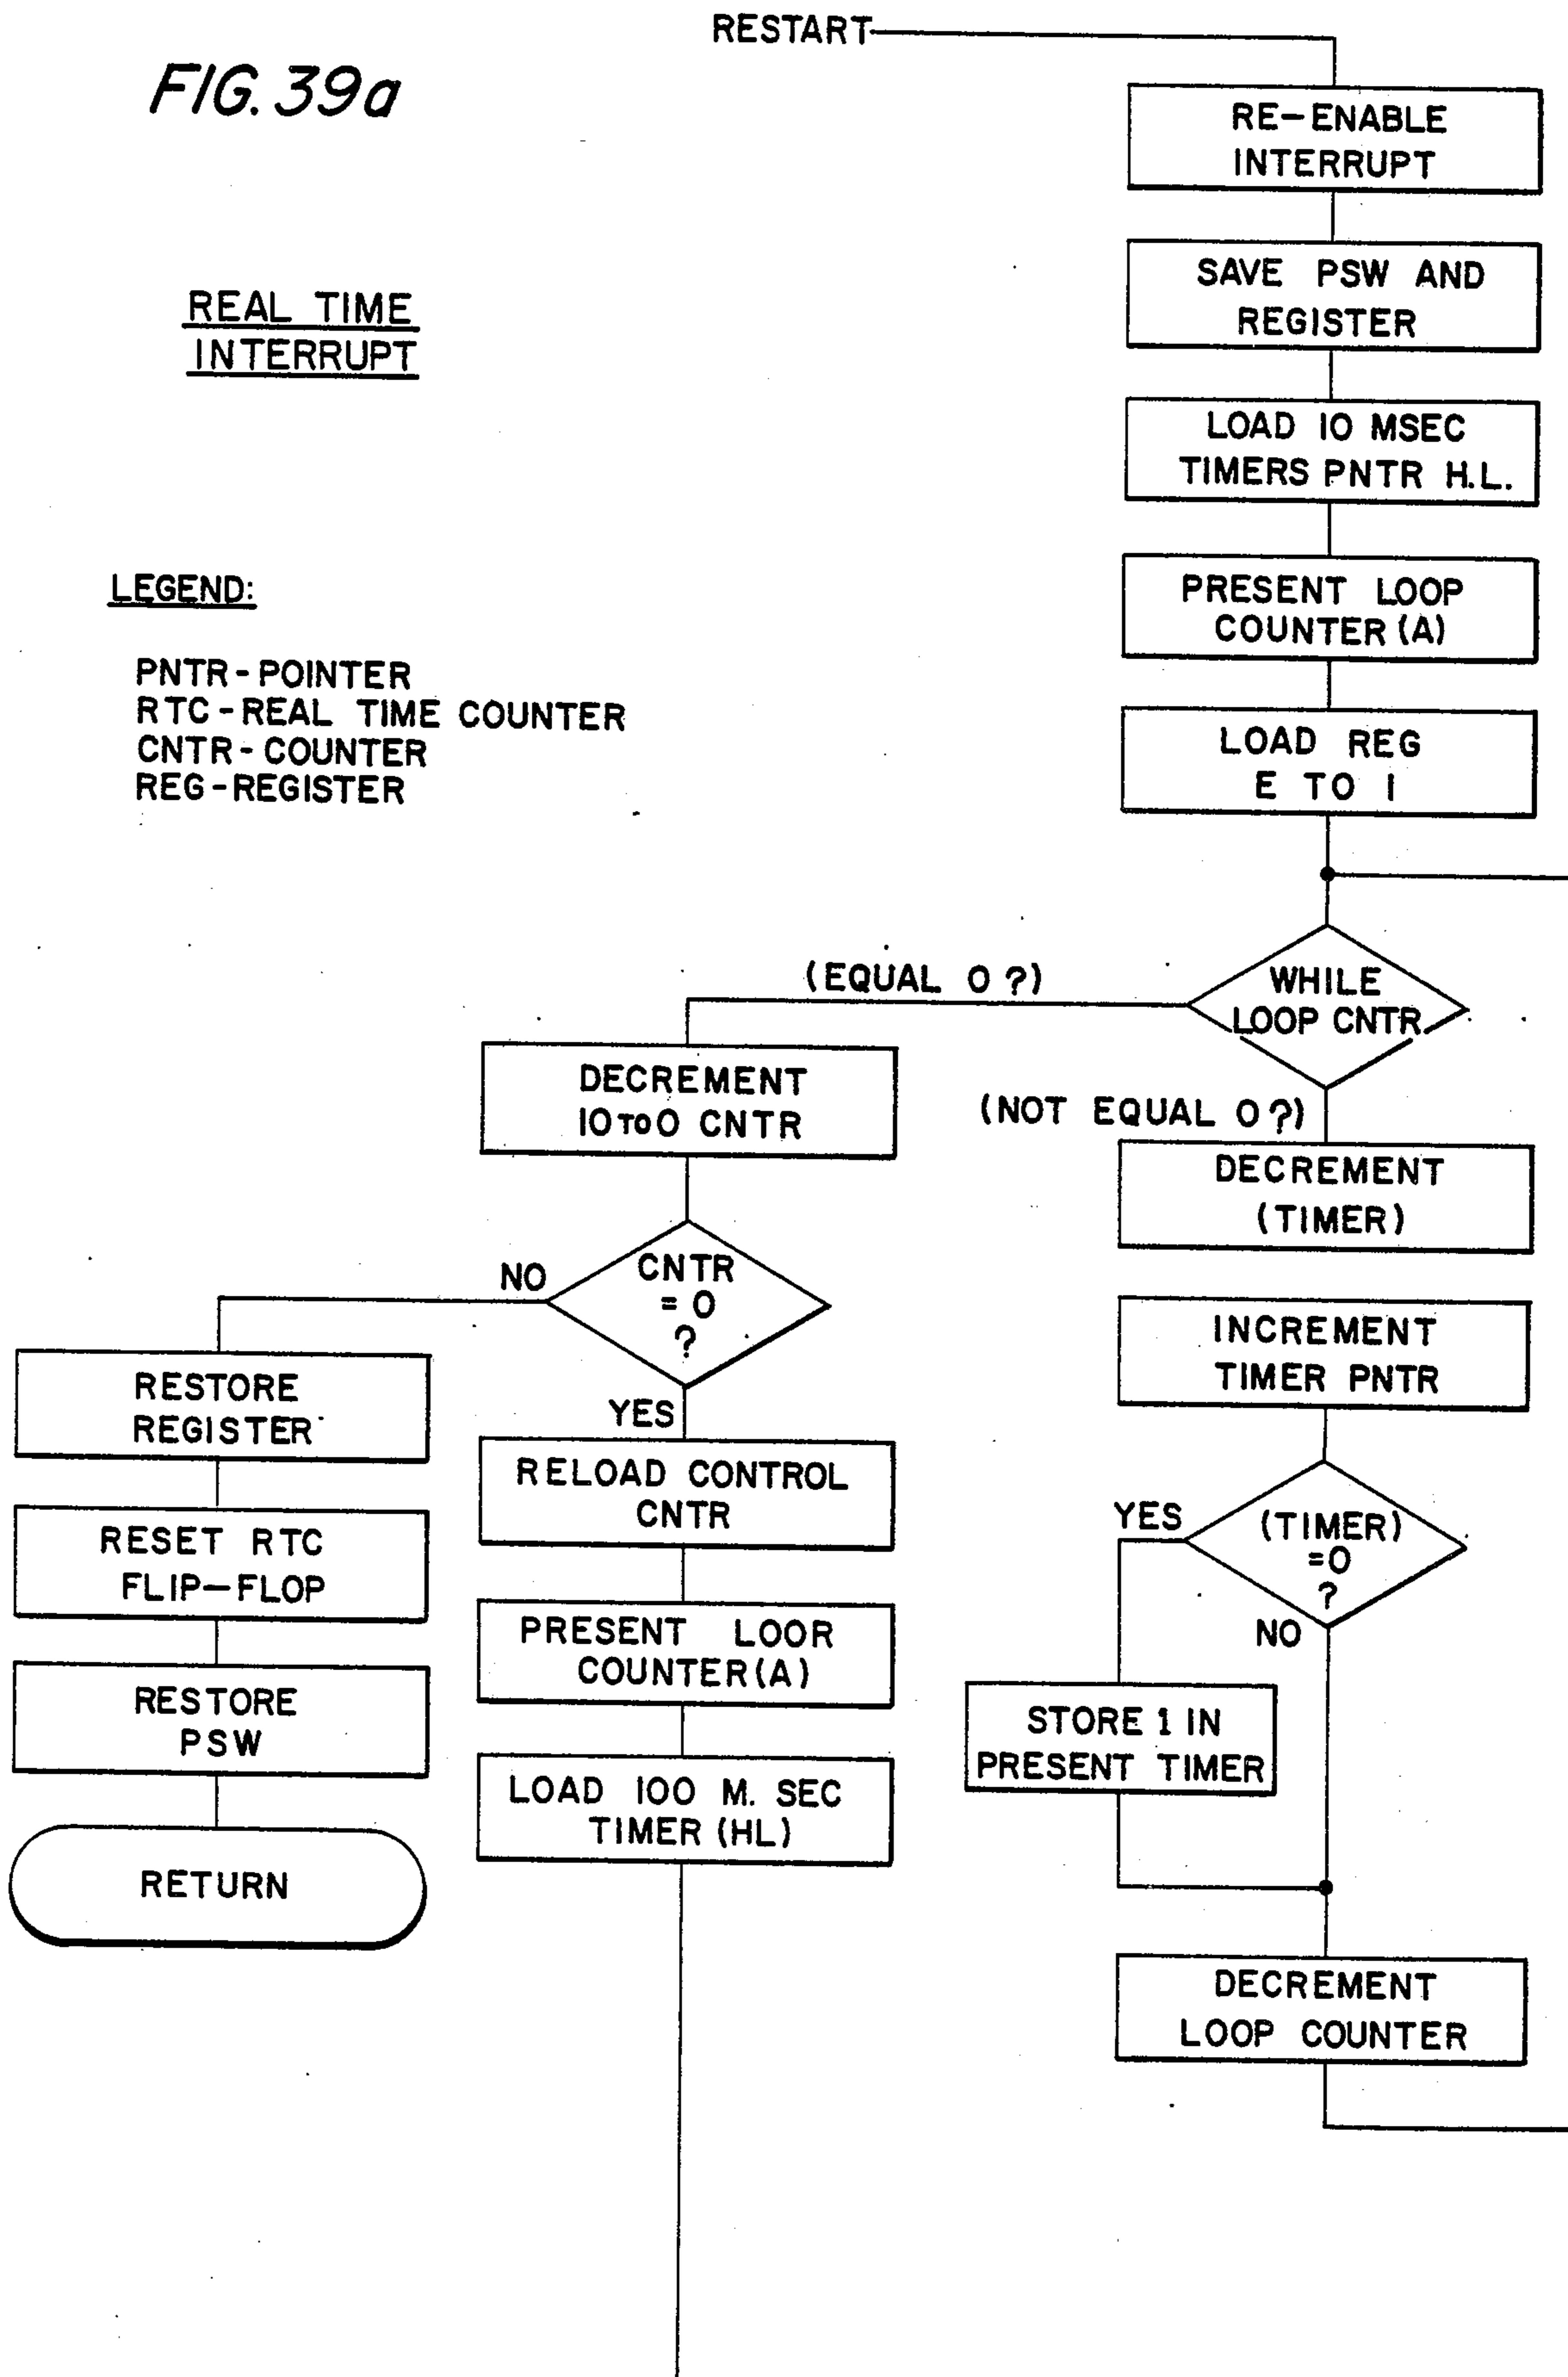 FIG. 39a
REAL TIME
INTERRUPT
LEGEND:
PNTR-POINTER
RTC-REAL TIME COUNTER
CNTR-COUNTER
REG-REGISTER
RESTART
RE-ENABLE
INTERRUPT
SAVE PSW AND
REGISTER
LOAD 10 MSEC
TIMERS PNTR H.L.
PRESENT LOOP
COUNTER (A)
LOAD REG
E TO 1
WHILE
LOOP CNTR
(EQUAL 0 ?)
(NOT EQUAL 0 ?)
DECREMENT
10 TO 0 CNTR
CNTR
= 0
?
NO
YES
RESTORE
REGISTER
RESET RTC
FLIP-FLOP
RESTORE
PSW
RETURN
RELOAD CONTROL
CNTR
PRESENT LOOR
COUNTER (A)
LOAD 100 M. SEC
TIMER (HL)
DECREMENT
(TIMER)
INCREMENT
TIMER PNTR
(TIMER)
=0
?
YES
NO
STORE 1 IN
PRESENT TIMER
DECREMENT
LOOP COUNTER